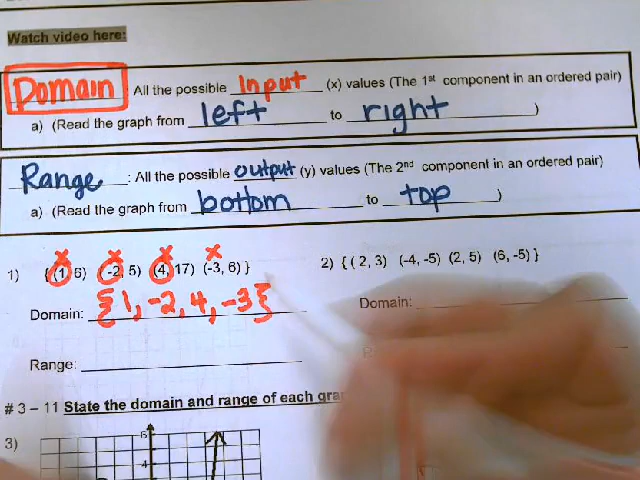 Watch video here:
Domain All the possible Input (x) values (The 1st component in an ordered pair)
a) (Read the graph from left to right )
Range : All the possible output (y) values (The 2nd component in an ordered pair)
a) (Read the graph from bottom to top )
x x x x
1) { (1, 6) (-2, 5) (4, 17) (-3, 6) }
2) { ( 2, 3) (-4, -5) (2, 5) (6, -5) }
Domain: {1, -2, 4, -3}
Domain:
Range:
# 3 – 11 State the domain and range of each
3)
4